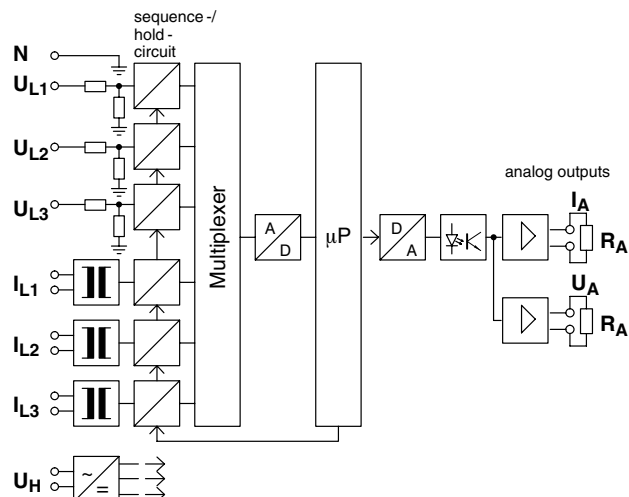 sequence -/
hold -
circuit
N
UL1
UL2
UL3
IL1
IL2
IL3
UH
~
=
Multiplexer
A
D
µP
D
A
analog outputs
IA
RA
UA
RA